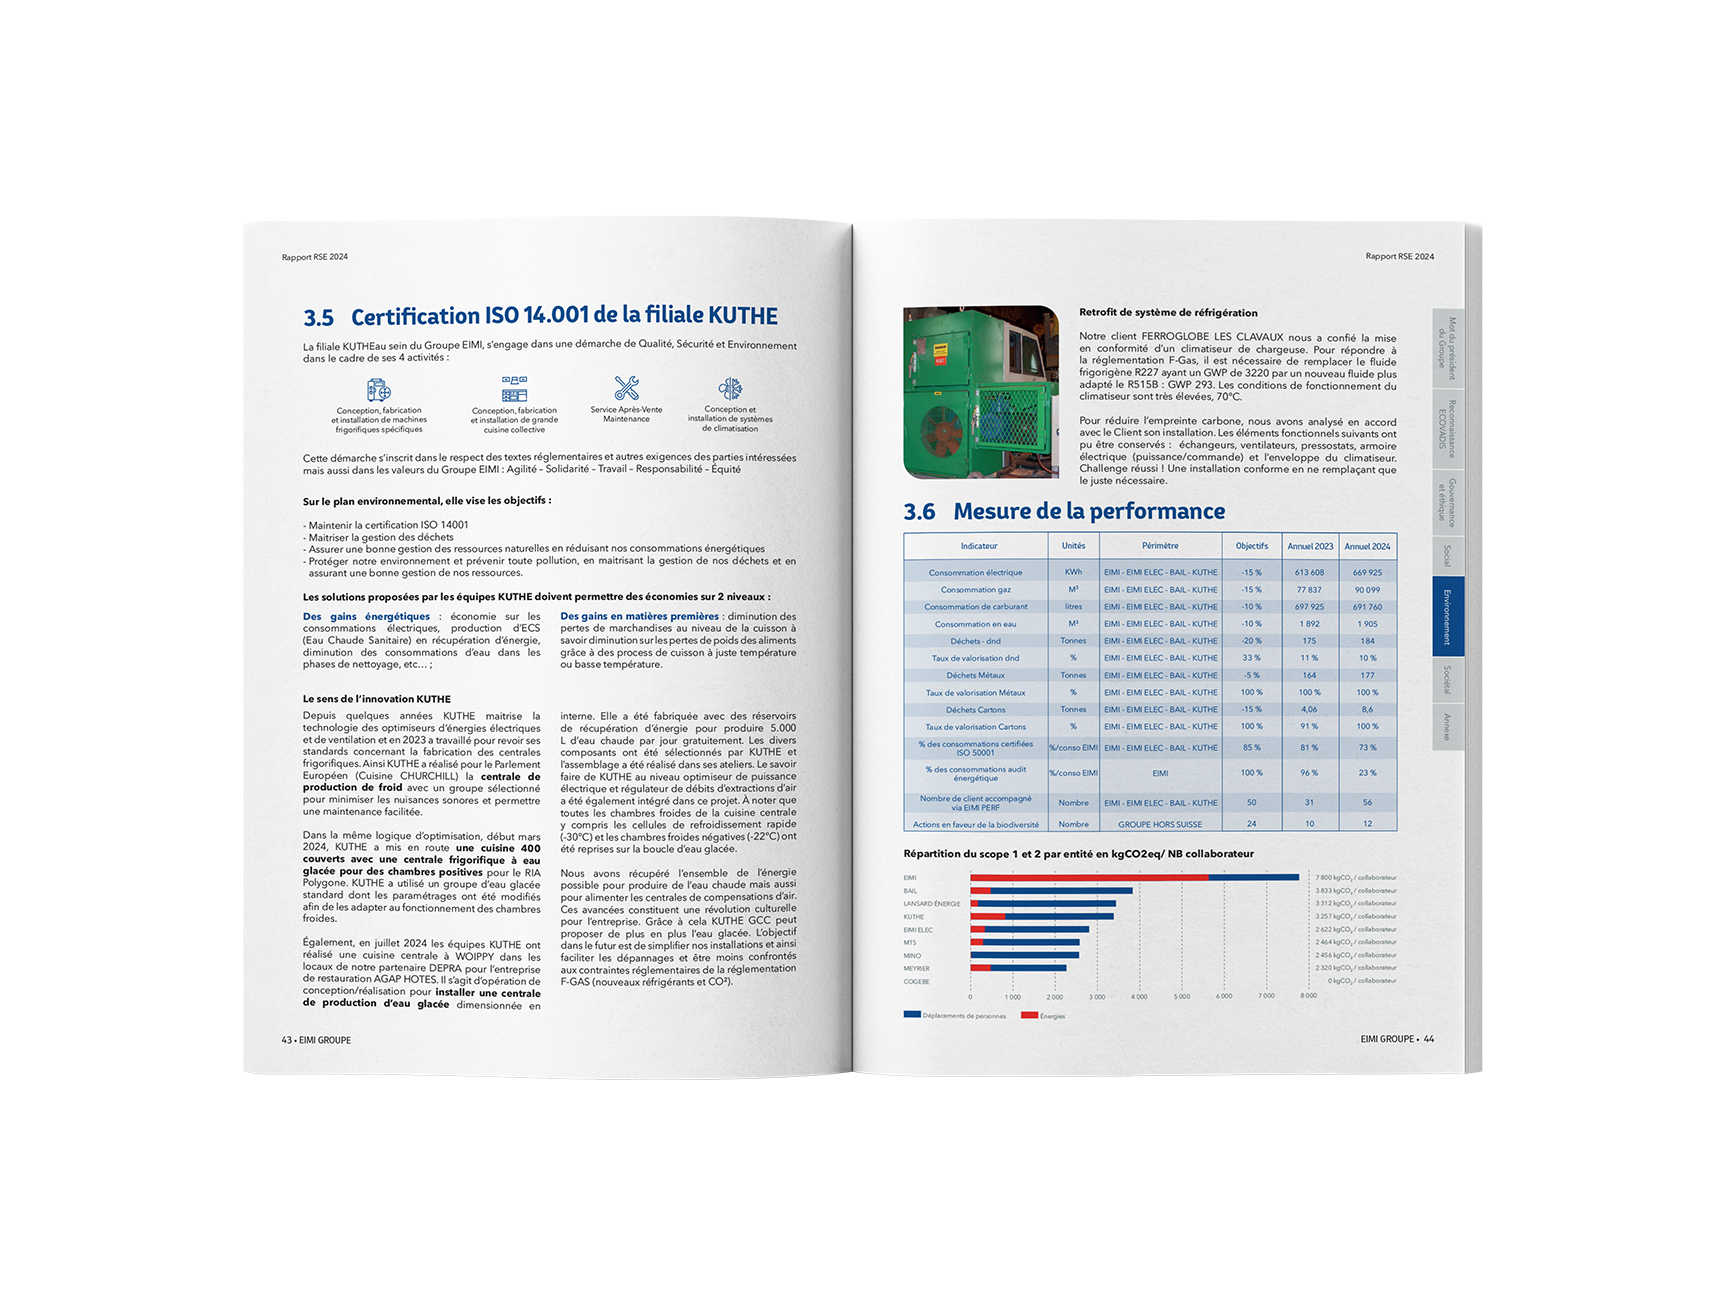 Rapport RSE 2024
3.5 Certification ISO 14.001 de la filiale KUTHE
La filiale KUTHEau sein du Groupe EIMI, s'engage dans une démarche de Qualité, Sécurité et Environnement
dans le cadre de ses 4 activités :
Conception, fabrication
et installation de machines
frigorifiques spécifiques
Conception, fabrication
et installation de grande
cuisine collective
Service Après-Vente
Maintenance
Conception et
installation de systèmes
de climatisation
Cette démarche s'inscrit dans le respect des textes réglementaires et autres exigences des parties intéressées
mais aussi dans les valeurs du Groupe EIMI : Agilité – Solidarité – Travail – Responsabilité – Équité
Sur le plan environnemental, elle vise les objectifs :
- Maintenir la certification ISO 14001
- Maitriser la gestion des déchets
- Assurer une bonne gestion des ressources naturelles en réduisant nos consommations énergétiques
- Protéger notre environnement et prévenir toute pollution, en maitrisant la gestion de nos déchets et en
assurant une bonne gestion de nos ressources.
Les solutions proposées par les équipes KUTHE doivent permettre des économies sur 2 niveaux :
Des gains énergétiques : économie sur les
consommations électriques, production d'ECS
(Eau Chaude Sanitaire) en récupération d'énergie,
diminution des consommations d'eau dans les
phases de nettoyage, etc... ;
Des gains en matières premières : diminution des
pertes de marchandises au niveau de la cuisson à
savoir diminution sur les pertes de poids des aliments
grâce à des process de cuisson à juste température
ou basse température.
Le sens de l'innovation KUTHE
Depuis quelques années KUTHE maitrise la
technologie des optimiseurs d'énergies électriques
et de ventilation et en 2023 a travaillé pour revoir ses
standards concernant la fabrication des centrales
frigorifiques. Ainsi KUTHE a réalisé pour le Parlement
Européen (Cuisine CHURCHILL) la centrale de
production de froid avec un groupe sélectionné
pour minimiser les nuisances sonores et permettre
une maintenance facilitée.
Dans la même logique d'optimisation, début mars
2024, KUTHE a mis en route une cuisine 400
couverts avec une centrale frigorifique à eau
glacée pour des chambres positives pour le RIA
Polygone. KUTHE a utilisé un groupe d'eau glacée
standard dont les paramétrages ont été modifiés
afin de les adapter au fonctionnement des chambres
froides.
Également, en juillet 2024 les équipes KUTHE ont
réalisé une cuisine centrale à WOIPPY dans les
locaux de notre partenaire DEPRA pour l'entreprise
de restauration AGAP HOTES. Il s'agit d'opération de
conception/réalisation pour installer une centrale
de production d'eau glacée dimensionnée en
interne. Elle a été fabriquée avec des réservoirs
de récupération d'énergie pour produire 5.000
L d'eau chaude par jour gratuitement. Les divers
composants ont été sélectionnés par KUTHE et
l'assemblage a été réalisé dans ses ateliers. Le savoir
faire de KUTHE au niveau optimiseur de puissance
électrique et régulateur de débits d'extractions d'air
a été également intégré dans ce projet. À noter que
toutes les chambres froides de la cuisine centrale
y compris les cellules de refroidissement rapide
(-30°C) et les chambres froides négatives (-22°C) ont
été reprises sur la boucle d'eau glacée.
Nous avons récupéré l'ensemble de l'énergie
possible pour produire de l'eau chaude mais aussi
pour alimenter les centrales de compensations d'air.
Ces avancées constituent une révolution culturelle
pour l'entreprise. Grâce à cela KUTHE GCC peut
proposer de plus en plus l'eau glacée. L'objectif
dans le futur est de simplifier nos installations et ainsi
faciliter les dépannages et être moins confrontés
aux contraintes réglementaires de la réglementation
F-GAS (nouveaux réfrigérants et CO²).
43 • EIMI GROUPE
Rapport RSE 2024
Retrofit de système de réfrigération
Notre client FERROGLOBE LES CLAVAUX nous a confié la mise
en conformité d'un climatiseur de chargeuse. Pour répondre à
la réglementation F-Gas, il est nécessaire de remplacer le fluide
frigorigène R227 ayant un GWP de 3220 par un nouveau fluide plus
adapté le R515B : GWP 293. Les conditions de fonctionnement du
climatiseur sont très élevées, 70°C.
Pour réduire l'empreinte carbone, nous avons analysé en accord
avec le Client son installation. Les éléments fonctionnels suivants ont
pu être conservés : échangeurs, ventilateurs, pressostats, armoire
électrique (puissance/commande) et l'enveloppe du climatiseur.
Challenge réussi ! Une installation conforme en ne remplaçant que
le juste nécessaire.
3.6 Mesure de la performance
Indicateur Unités Périmètre Objectifs Annuel 2023 Annuel 2024
Consommation électrique KWh EIMI - EIMI ELEC - BAIL - KUTHE -15 % 613 608 669 925
Consommation gaz M³ EIMI - EIMI ELEC - BAIL - KUTHE -15 % 77 837 90 099
Consommation de carburant litres EIMI - EIMI ELEC - BAIL - KUTHE -10 % 697 925 691 760
Consommation en eau M³ EIMI - EIMI ELEC - BAIL - KUTHE -10 % 1 892 1 905
Déchets - dnd Tonnes EIMI - EIMI ELEC - BAIL - KUTHE -20 % 175 184
Taux de valorisation dnd % EIMI - EIMI ELEC - BAIL - KUTHE 33 % 11 % 10 %
Déchets Métaux Tonnes EIMI - EIMI ELEC - BAIL - KUTHE -5 % 164 177
Taux de valorisation Métaux % EIMI - EIMI ELEC - BAIL - KUTHE 100 % 100 % 100 %
Déchets Cartons Tonnes EIMI - EIMI ELEC - BAIL - KUTHE -15 % 4,06 8,6
Taux de valorisation Cartons % EIMI - EIMI ELEC - BAIL - KUTHE 100 % 91 % 100 %
% des consommations certifiées
ISO 50001 %/conso EIMI EIMI - EIMI ELEC - BAIL - KUTHE 85 % 81 % 73 %
% des consommations audit
énergétique %/conso EIMI EIMI 100 % 96 % 23 %
Nombre de client accompagné
via EIMI PERF Nombre EIMI - EIMI ELEC - BAIL - KUTHE 50 31 56
Actions en faveur de la biodiversité Nombre GROUPE HORS SUISSE 24 10 12
Répartition du scope 1 et 2 par entité en kgCO2eq/ NB collaborateur
EIMI 7 800 kgCO₂ / collaborateur
BAIL 3 833 kgCO₂ / collaborateur
LANSARD ÉNERGIE 3 312 kgCO₂ / collaborateur
KUTHE 3 257 kgCO₂ / collaborateur
EIMI ELEC 2 622 kgCO₂ / collaborateur
MTS 2 464 kgCO₂ / collaborateur
MINO 2 456 kgCO₂ / collaborateur
MEYRIER 2 320 kgCO₂ / collaborateur
COGEBE 0 kgCO₂ / collaborateur
0 1 000 2 000 3 000 4 000 5 000 6 000 7 000 8 000
Déplacements de personnes Énergies
Mot du président
du Groupe
Reconnaissance
ECOVADIS
Gouvernance
et éthique
Social
Environnement
Sociétal
Annexe
EIMI GROUPE • 44